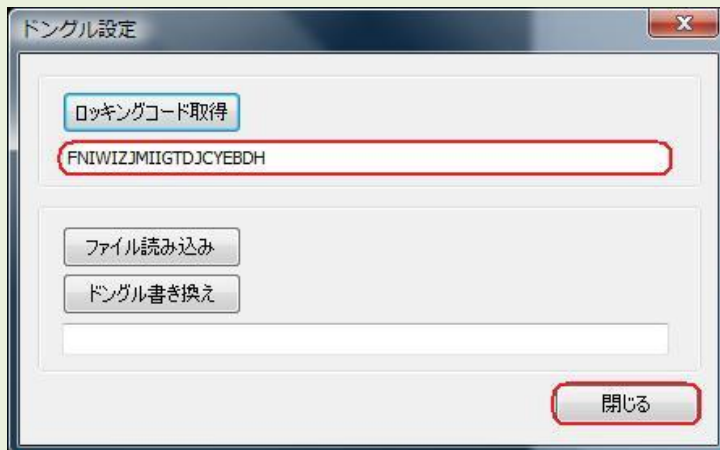 ドングル設定
ロッキングコード取得
FNIWIZJMIIGTDJCYEBDH
ファイル読み込み
ドングル書き換え
閉じる